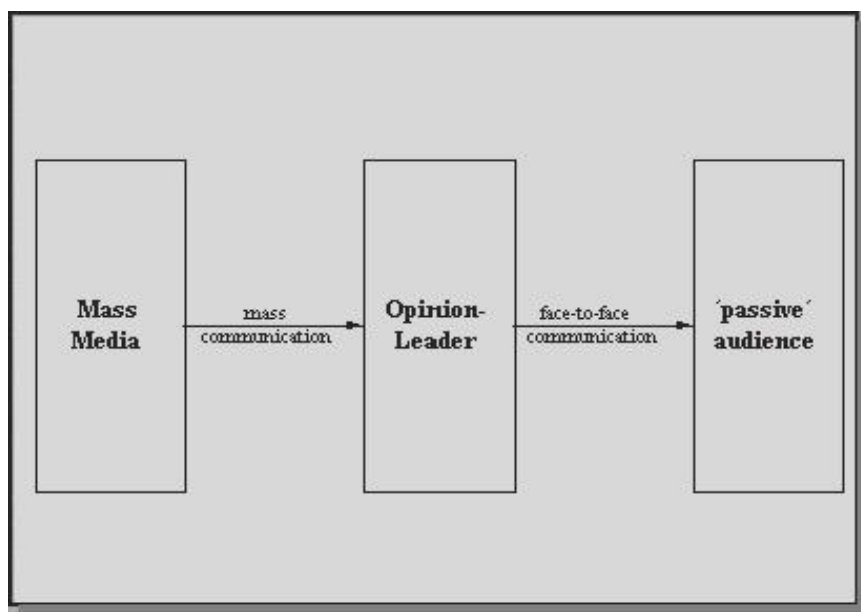 Mass
Media
mass
communication
Opinion-
Leader
face-to-face
communication
´passive´
audience